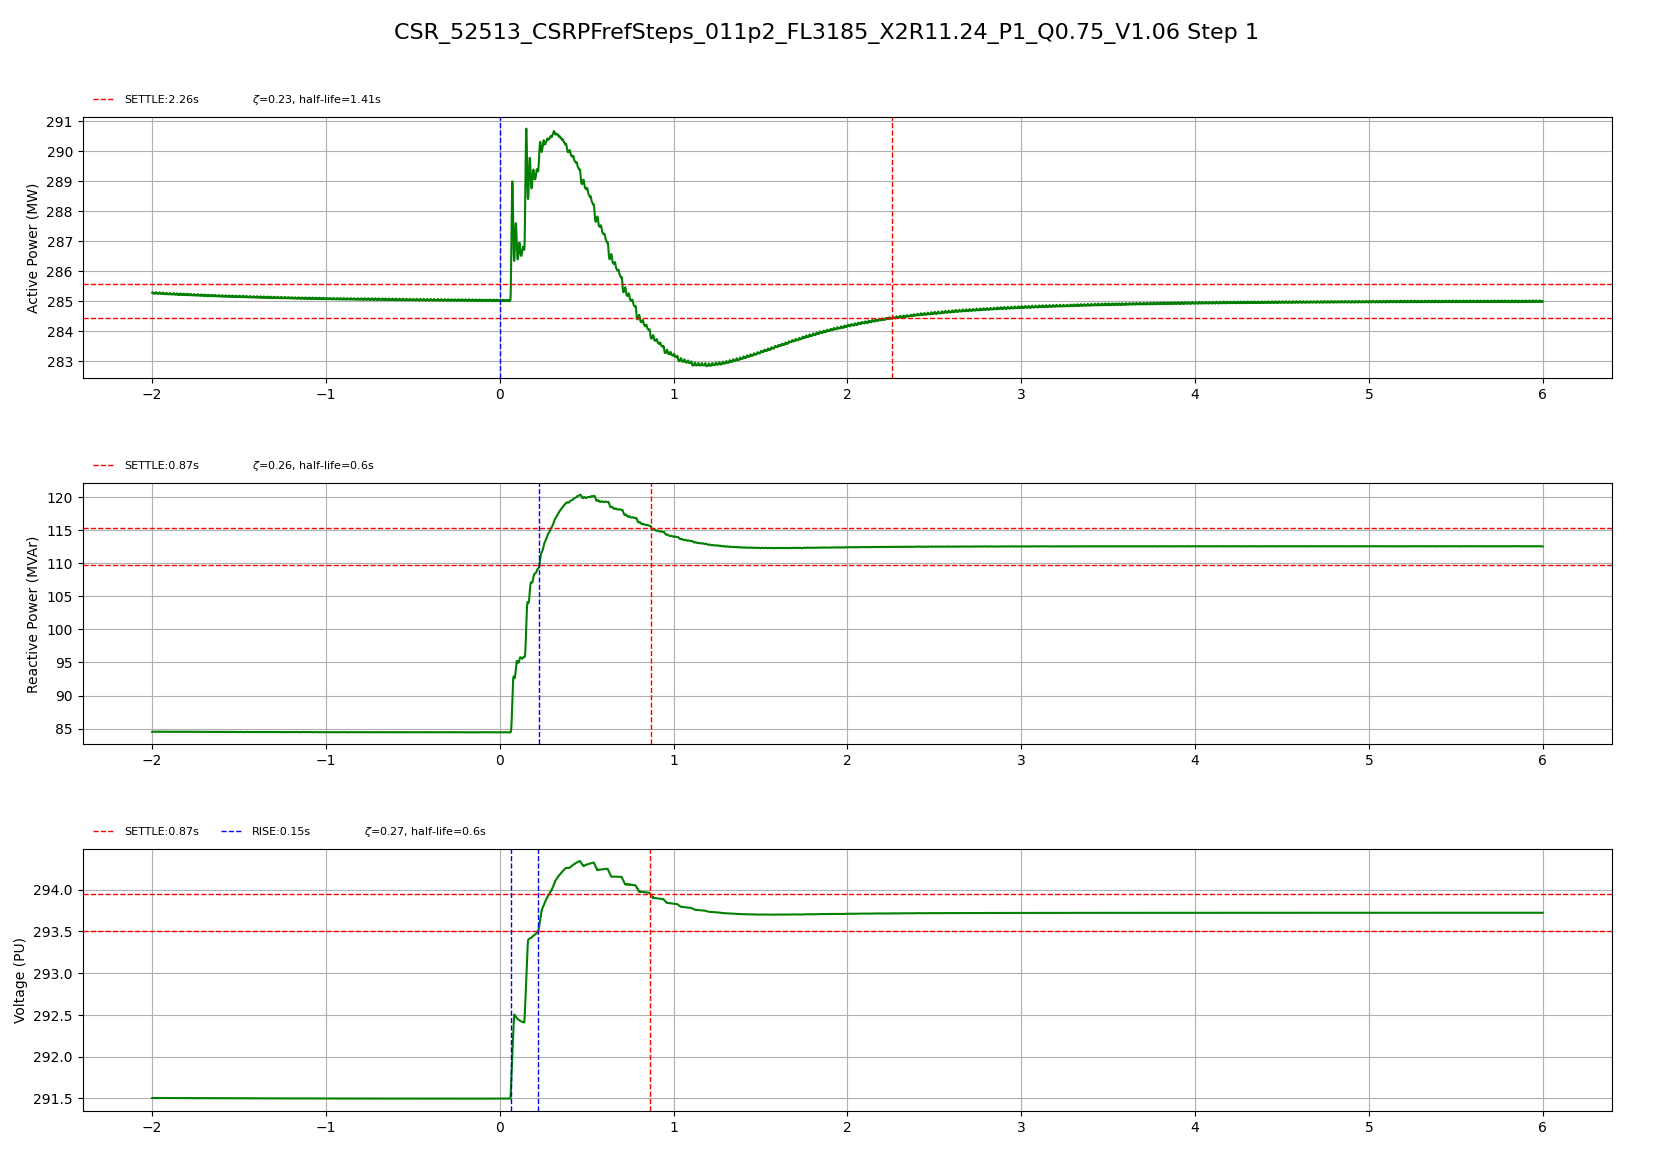 CSR_52513_CSRPFrefSteps_011p2_FL3185_X2R11.24_P1_Q0.75_V1.06 Step 1
SETTLE:2.26s ζ=0.23, half-life=1.41s
Active Power (MW)
291
290
289
288
287
286
285
284
283
−2 −1 0 1 2 3 4 5 6
SETTLE:0.87s ζ=0.26, half-life=0.6s
Reactive Power (MVAr)
120
115
110
105
100
95
90
85
−2 −1 0 1 2 3 4 5 6
SETTLE:0.87s RISE:0.15s ζ=0.27, half-life=0.6s
Voltage (PU)
294.0
293.5
293.0
292.5
292.0
291.5
−2 −1 0 1 2 3 4 5 6